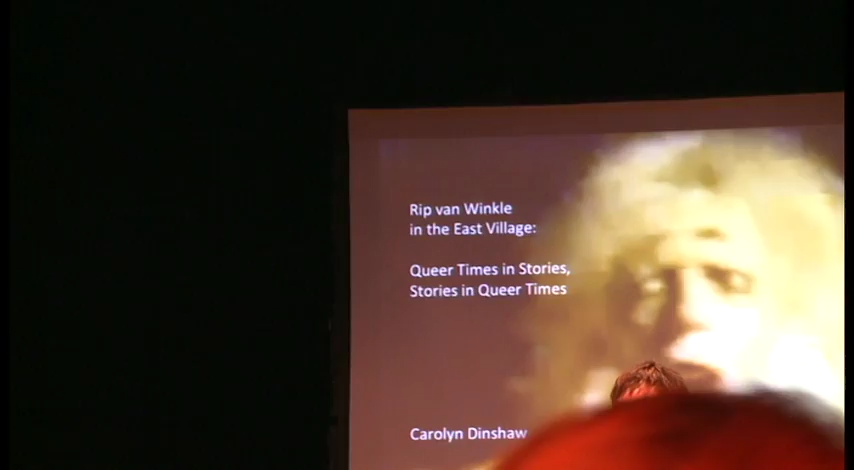 Rip van Winkle
in the East Village:
Queer Times in Stories,
Stories in Queer Times
Carolyn Dinshaw